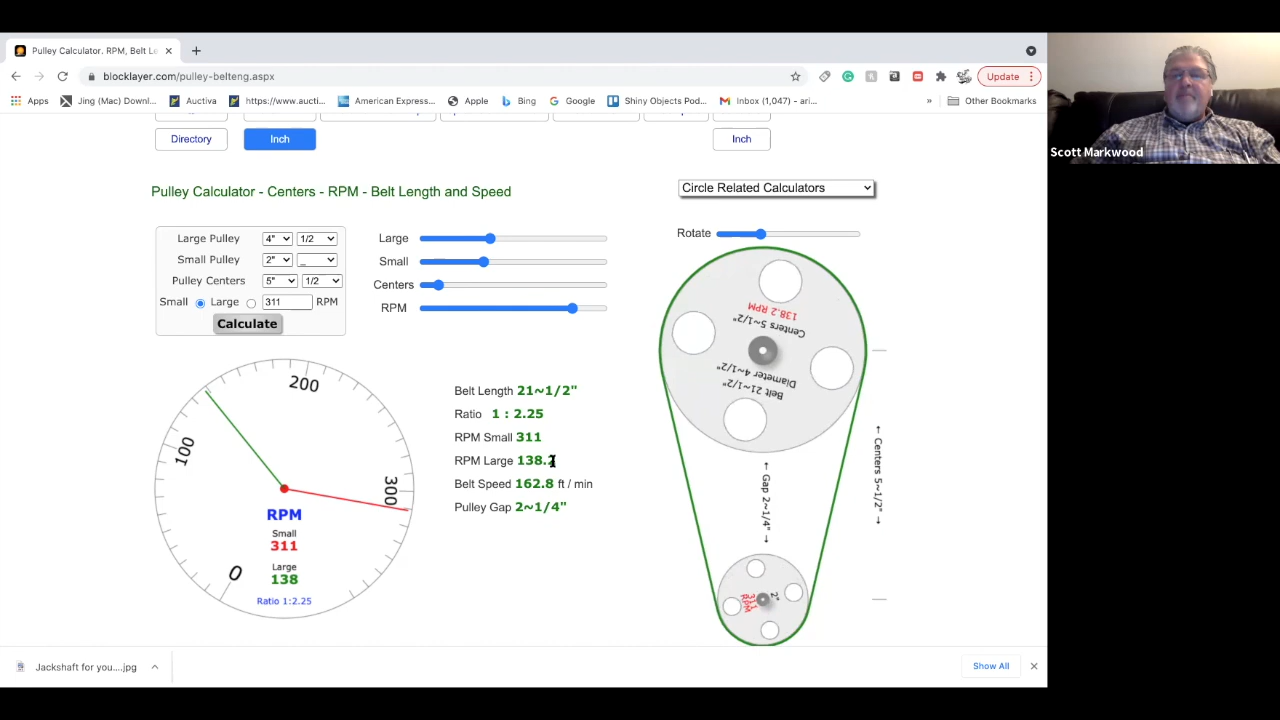 Pulley Calculator. RPM, Belt Le
blocklayer.com/pulley-belteng.aspx
Update
Apps
Jing (Mac) Downl...
Auctiva
https://www.aucti...
American Express...
Apple
Bing
Google
Shiny Objects Pod...
Inbox (1,047) - ari...
»
Other Bookmarks
Directory
Inch
Inch
Pulley Calculator - Centers - RPM - Belt Length and Speed
Circle Related Calculators
Large Pulley 4" 1/2
Small Pulley 2" _
Pulley Centers 5" 1/2
Small Large 311 RPM
Calculate
Large
Small
Centers
RPM
Rotate
0
100
200
300
RPM
Small
311
Large
138
Ratio 1:2.25
Belt Length 21~1/2"
Ratio 1 : 2.25
RPM Small 311
RPM Large 138.2
Belt Speed 162.8 ft / min
Pulley Gap 2~1/4"
138.2 RPM
Centers 5~1/2"
Diameter 4~1/2"
Belt 21~1/2"
← Gap 2~1/4" →
← Centers 5~1/2" →
2"
311
RPM
Jackshaft for you....jpg
Show All
Scott Markwood